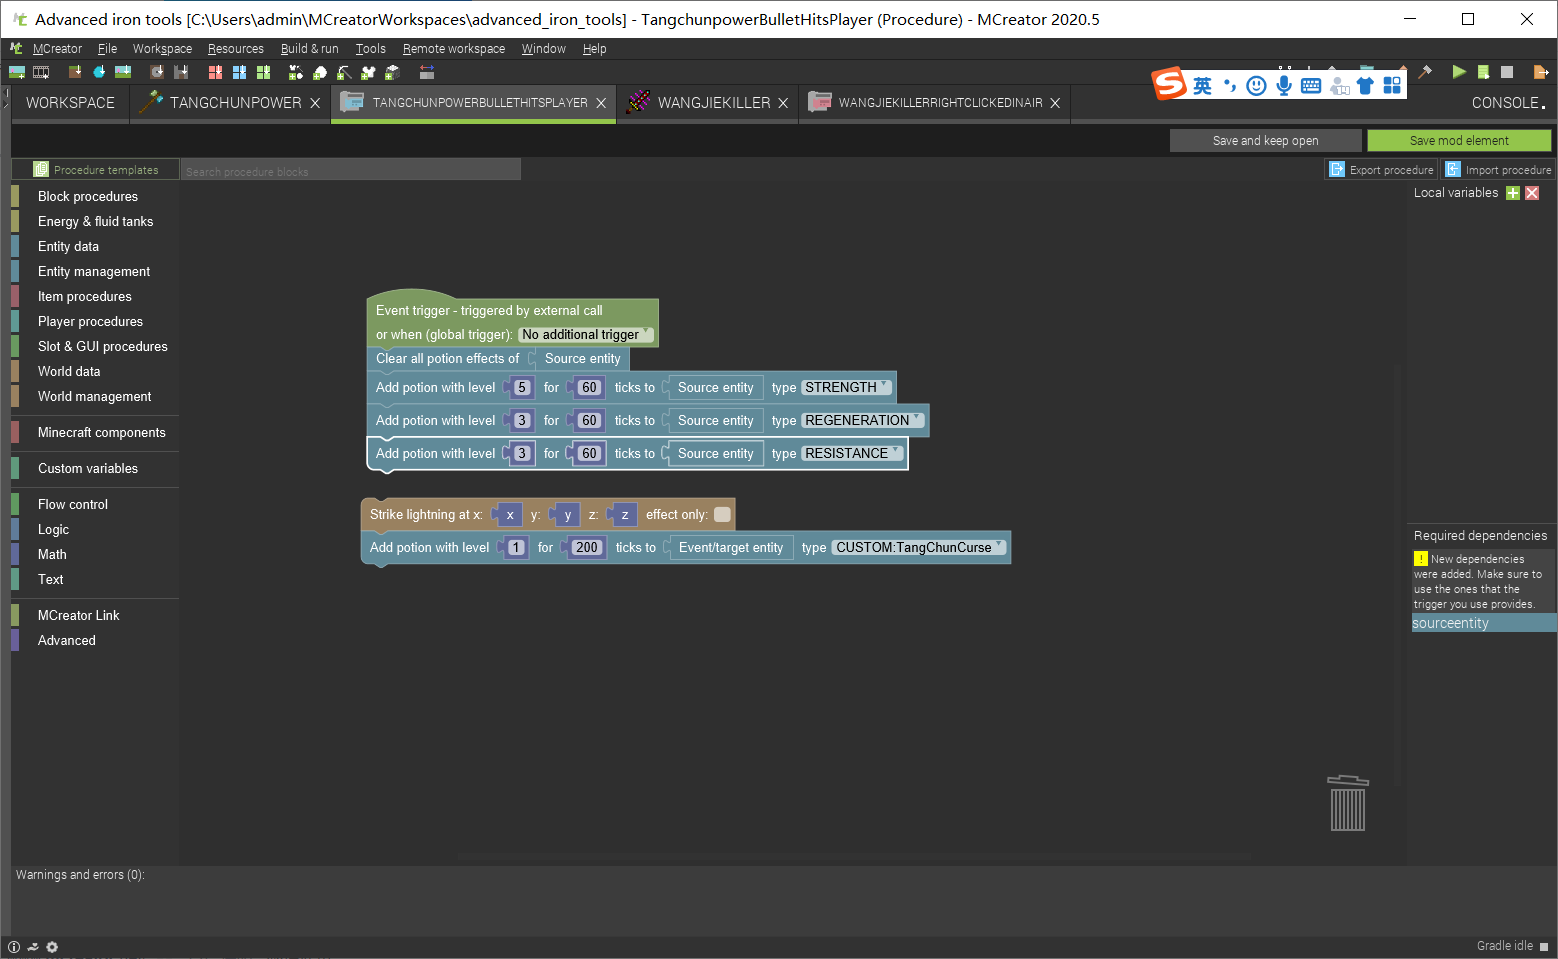 Advanced iron tools [C:\Users\admin\MCreatorWorkspaces\advanced_iron_tools] - TangchunpowerBulletHitsPlayer (Procedure) - MCreator 2020.5
MCreator File Workspace Resources Build & run Tools Remote workspace Window Help
英
WORKSPACE TANGCHUNPOWER TANGCHUNPOWERBULLETHITSPLAYER WANGJIEKILLER WANGJIEKILLERRIGHTCLICKEDINAIR CONSOLE
Save and keep open Save mod element
Procedure templates Search procedure blocks Export procedure Import procedure
Local variables
Block procedures
Energy & fluid tanks
Entity data
Entity management
Item procedures
Player procedures
Slot & GUI procedures
World data
World management
Minecraft components
Custom variables
Flow control
Logic
Math
Text
MCreator Link
Advanced
Event trigger - triggered by external call
or when (global trigger): No additional trigger
Clear all potion effects of Source entity
Add potion with level 5 for 60 ticks to Source entity type STRENGTH
Add potion with level 3 for 60 ticks to Source entity type REGENERATION
Add potion with level 3 for 60 ticks to Source entity type RESISTANCE
Strike lightning at x: x y: y z: z effect only:
Add potion with level 1 for 200 ticks to Event/target entity type CUSTOM:TangChunCurse
Required dependencies
! New dependencies
were added. Make sure to
use the ones that the
trigger you use provides.
sourceentity
Warnings and errors (0):
Gradle idle